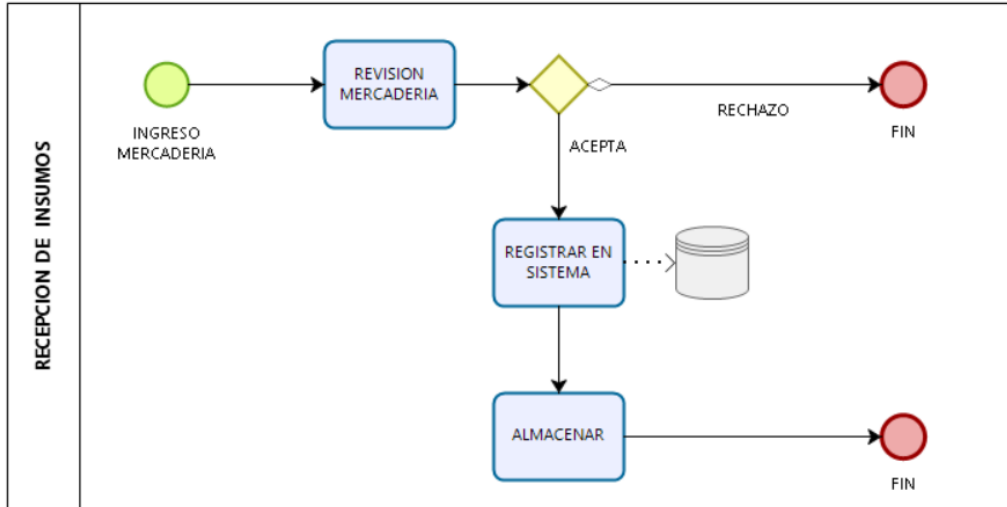 RECEPCION DE INSUMOS
INGRESO
MERCADERIA
REVISION
MERCADERIA
RECHAZO
FIN
ACEPTA
REGISTRAR EN
SISTEMA
ALMACENAR
FIN